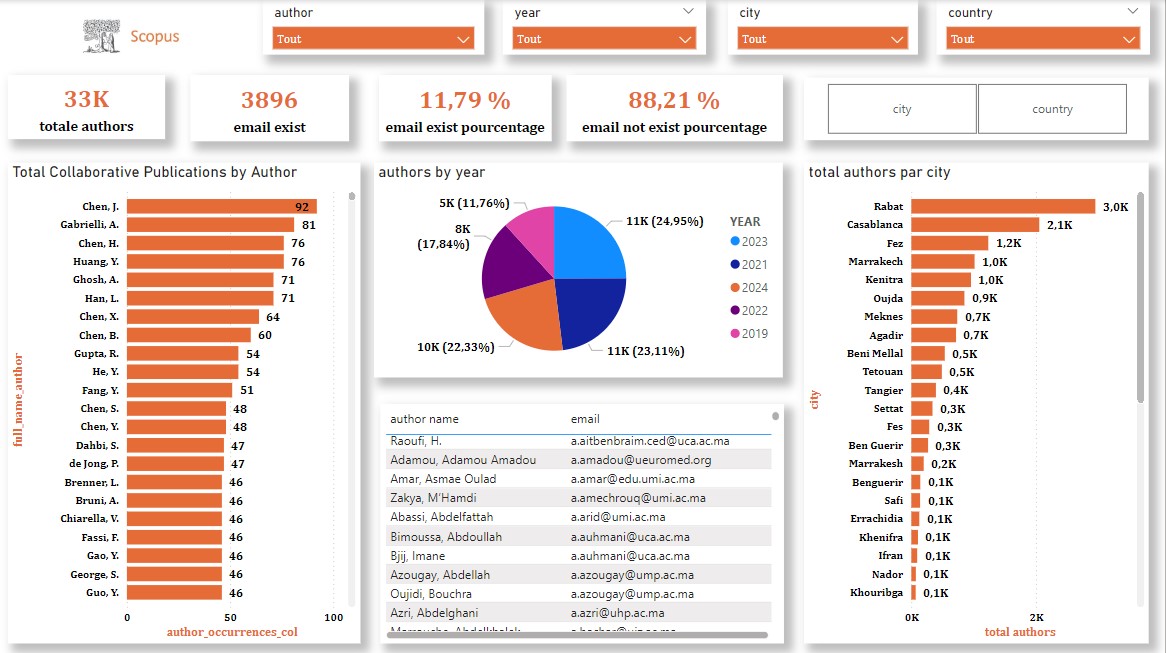 Scopus
author
Tout
year
Tout
city
Tout
country
Tout
33K
totale authors
3896
email exist
11,79 %
email exist pourcentage
88,21 %
email not exist pourcentage
city
country
Total Collaborative Publications by Author
full_name_author
Chen, J. 92
Gabrielli, A. 81
Chen, H. 76
Huang, Y. 76
Ghosh, A. 71
Han, L. 71
Chen, X. 64
Chen, B. 60
Gupta, R. 54
He, Y. 54
Fang, Y. 51
Chen, S. 48
Chen, Y. 48
Dahbi, S. 47
de Jong, P. 47
Brenner, L. 46
Bruni, A. 46
Chiarella, V. 46
Fassi, F. 46
Gao, Y. 46
George, S. 46
Guo, Y. 46
0 50 100
author_occurrences_col
authors by year
5K (11,76%)
8K
(17,84%)
10K (22,33%)
11K (24,95%)
11K (23,11%)
YEAR
2023
2021
2024
2022
2019
author name email
Raoufi, H. a.aitbenbraim.ced@uca.ac.ma
Adamou, Adamou Amadou a.amadou@ueuromed.org
Amar, Asmae Oulad a.amar@edu.umi.ac.ma
Zakya, M'Hamdi a.amechrouq@umi.ac.ma
Abassi, Abdelfattah a.arid@umi.ac.ma
Bimoussa, Abdoullah a.auhmani@uca.ac.ma
Bjij, Imane a.auhmani@uca.ac.ma
Azougay, Abdellah a.azougay@ump.ac.ma
Oujidi, Bouchra a.azougay@ump.ac.ma
Azri, Abdelghani a.azri@uhp.ac.ma
total authors par city
city
Rabat 3,0K
Casablanca 2,1K
Fez 1,2K
Marrakech 1,0K
Kenitra 1,0K
Oujda 0,9K
Meknes 0,7K
Agadir 0,7K
Beni Mellal 0,5K
Tetouan 0,5K
Tangier 0,4K
Settat 0,3K
Fes 0,3K
Ben Guerir 0,3K
Marrakesh 0,2K
Benguerir 0,1K
Safi 0,1K
Errachidia 0,1K
Khenifra 0,1K
Ifran 0,1K
Nador 0,1K
Khouribga 0,1K
0K 2K
total authors